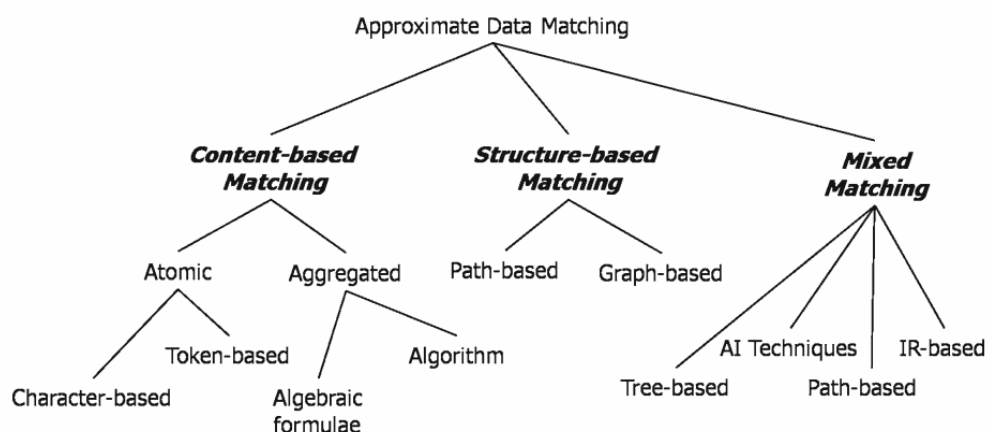 Approximate Data Matching
Content-based
Matching
Structure-based
Matching
Mixed
Matching
Atomic
Aggregated
Path-based
Graph-based
Token-based
Algorithm
AI Techniques
IR-based
Character-based
Algebraic
formulae
Tree-based
Path-based